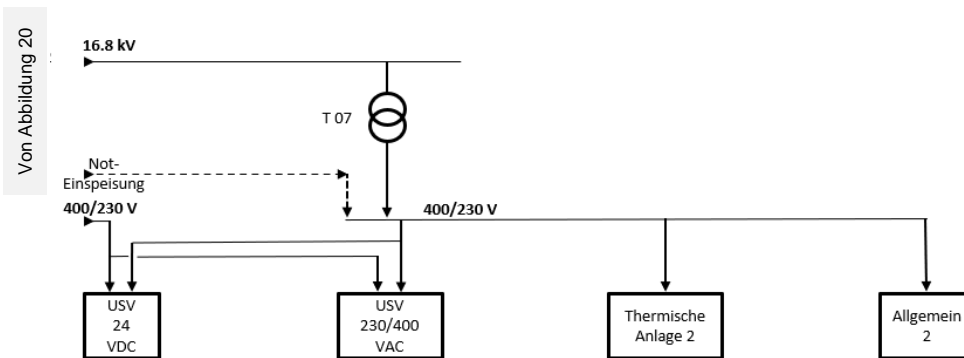 Von Abbildung 20
16.8 kV
T 07
Not-
Einspeisung
400/230 V
400/230 V
USV
24
VDC
USV
230/400
VAC
Thermische
Anlage 2
Allgemein
2